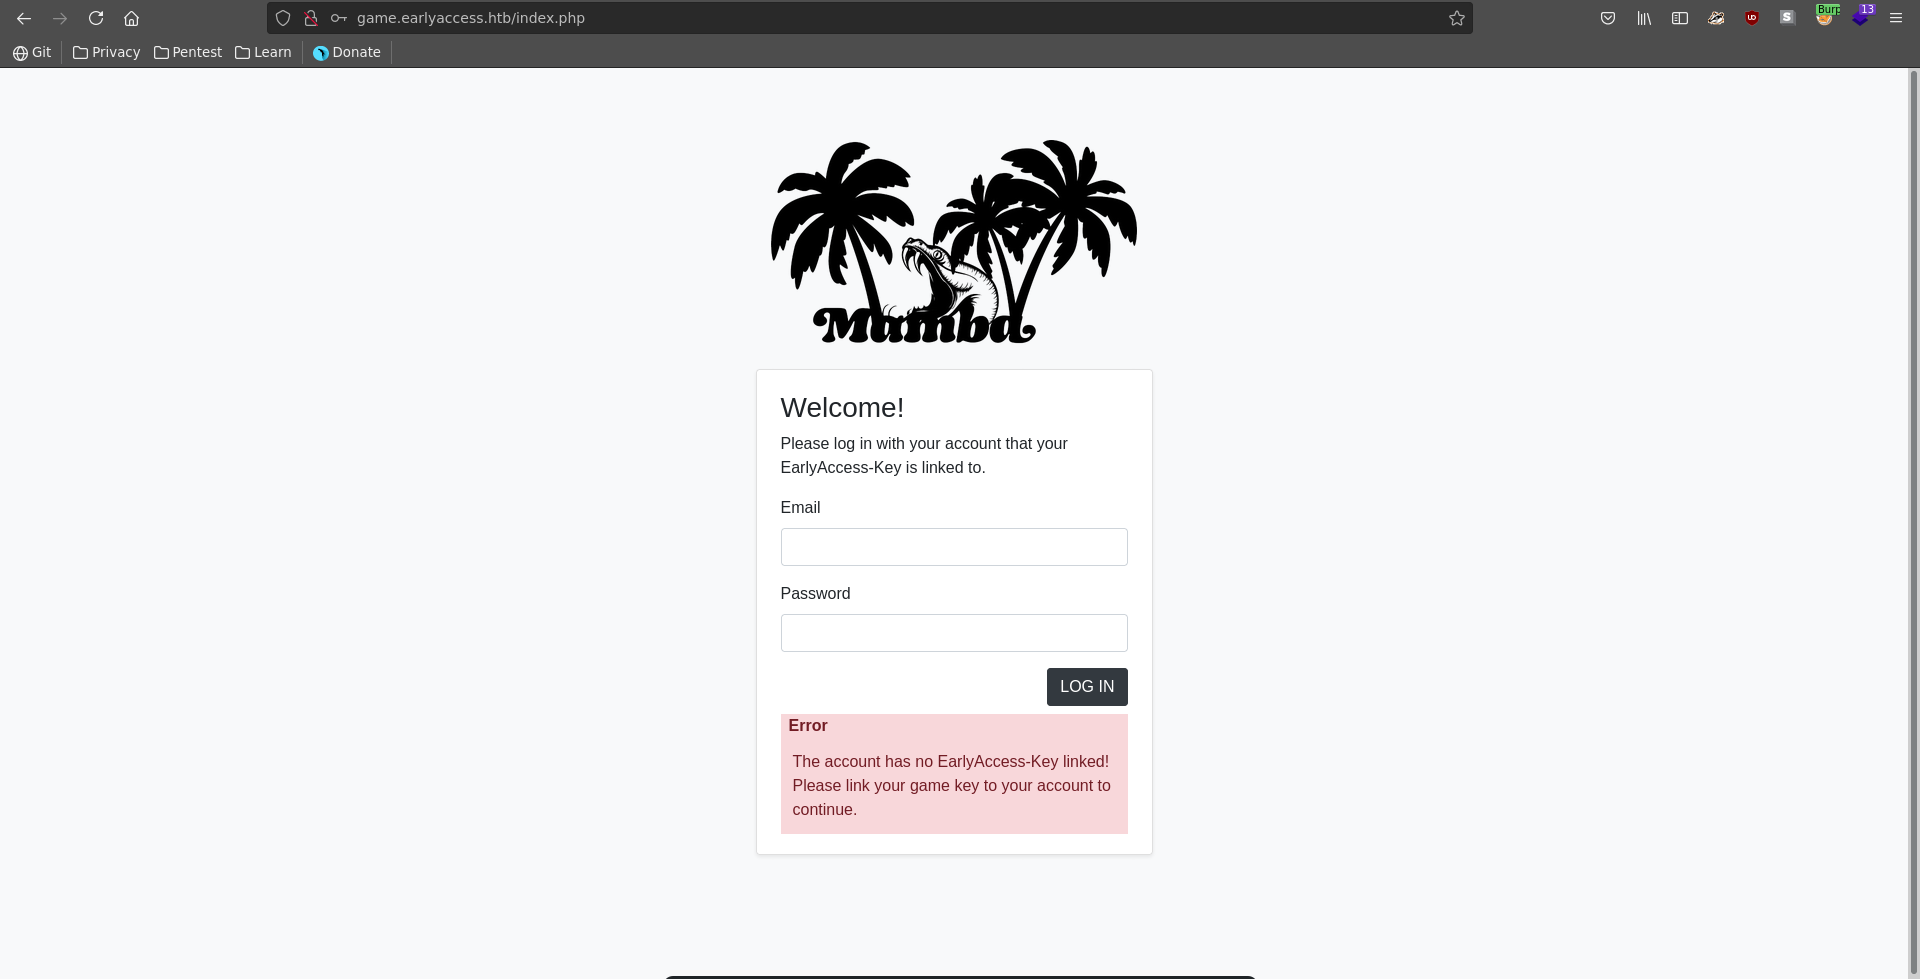 game.earlyaccess.htb/index.php
Burp
13
Git
Privacy
Pentest
Learn
Donate
Mamba
Welcome!
Please log in with your account that your
EarlyAccess-Key is linked to.
Email
Password
LOG IN
Error
The account has no EarlyAccess-Key linked!
Please link your game key to your account to
continue.